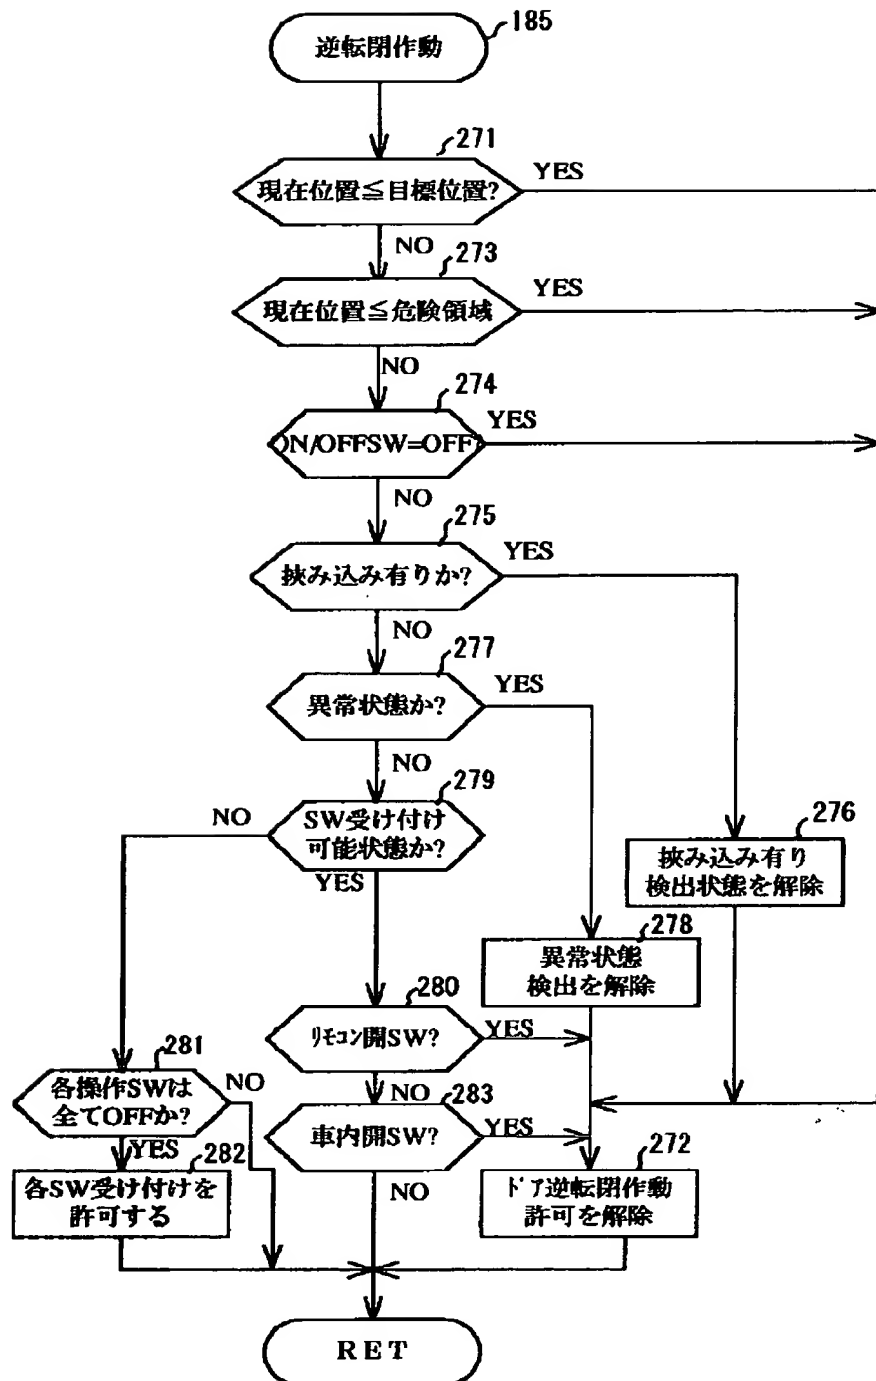 185
逆転閉作動
271
現在位置≦目標位置?
YES
NO
273
現在位置≦危険領域
YES
NO
274
ON/OFFSW=OFF?
YES
NO
275
挟み込み有りか?
YES
NO
277
異常状態か?
YES
NO
279
SW受け付け
可能状態か?
NO
YES
276
挟み込み有り
検出状態を解除
278
異常状態
検出を解除
280
リモコン開SW?
YES
NO
281
各操作SWは
全てOFFか?
NO
YES
283
車内開SW?
YES
NO
282
各SW受け付けを
許可する
272
ドア逆転閉作動
許可を解除
RET